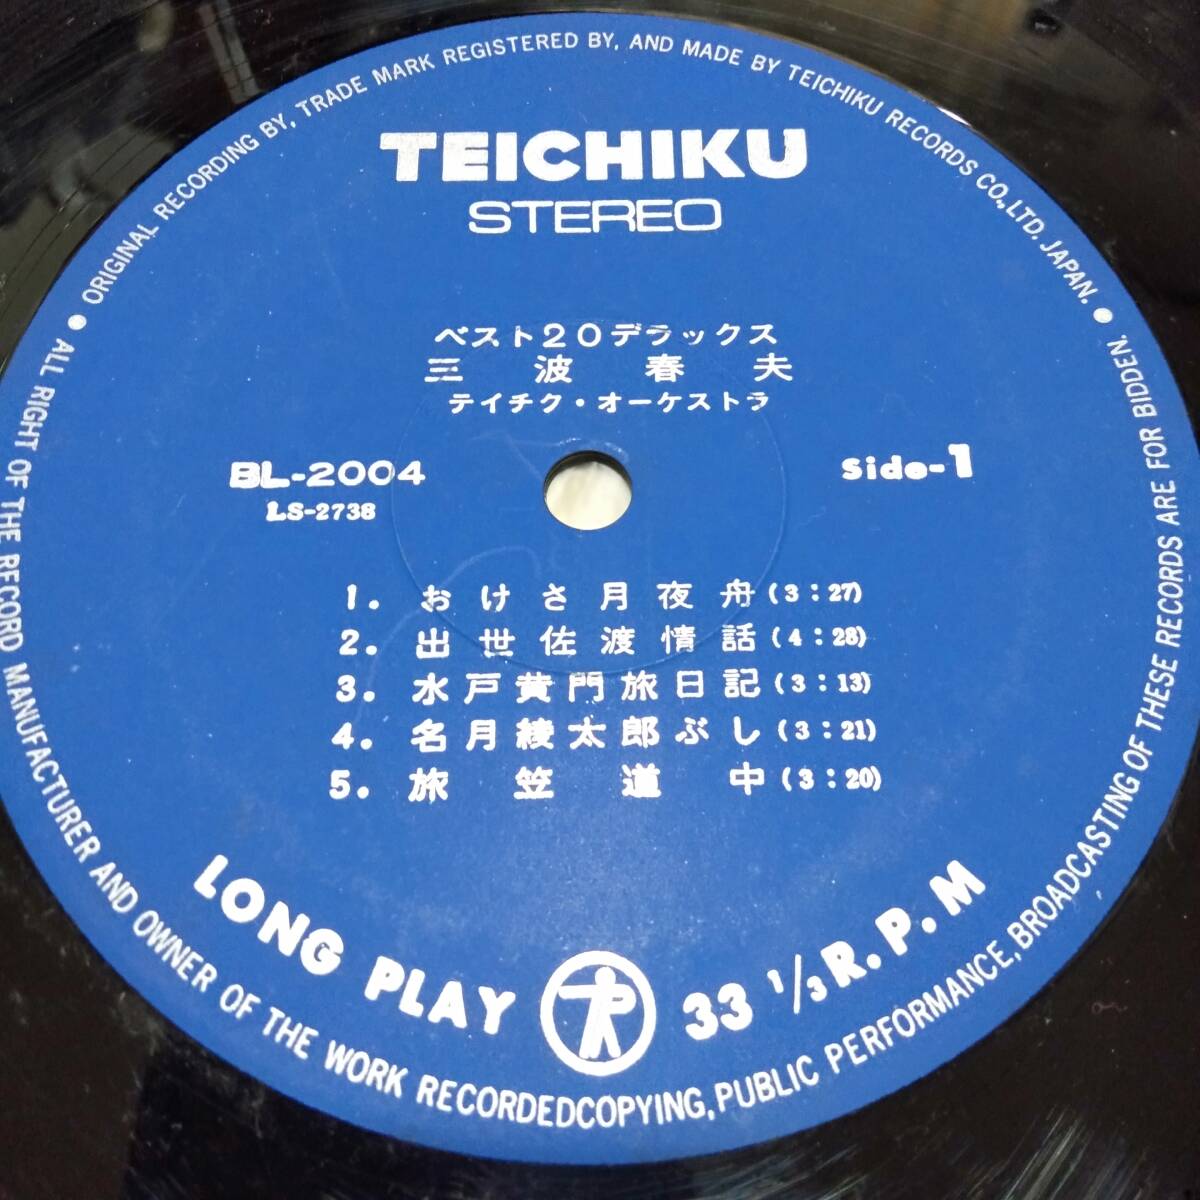 ● ORIGINAL RECORDING BY, TRADE MARK REGISTERED BY, AND MADE BY TEICHIKU RECORDS CO.,LTD. JAPAN. ●
TEICHIKU
STEREO
ベスト20デラックス
三波春夫
テイチク・オーケストラ
BL-2004
Side-1
LS-2738
1. おけさ月夜舟(3:27)
2. 出世佐渡情話(4:28)
3. 水戸黄門旅日記(3:13)
4. 名月綾太郎ぶし(3:21)
5. 旅笠道中(3:20)
LONG PLAY 33 1/3 R.P.M
ALL RIGHT OF THE RECORD MANUFACTURER AND OWNER OF THE WORK RECORDEDCOPYING, PUBLIC PERFORMANCE, BROADCASTING OF THESE RECORDS ARE FOR BIDDEN.